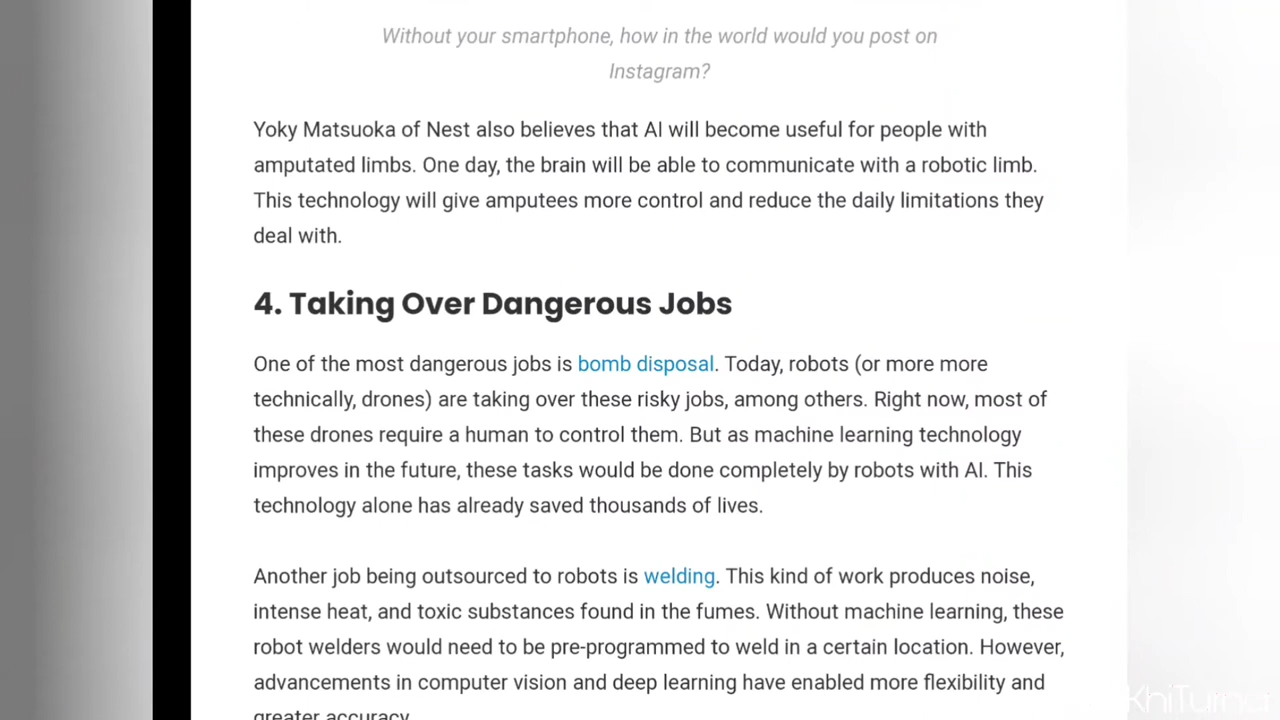 Without your smartphone, how in the world would you post on
Instagram?
Yoky Matsuoka of Nest also believes that AI will become useful for people with
amputated limbs. One day, the brain will be able to communicate with a robotic limb.
This technology will give amputees more control and reduce the daily limitations they
deal with.
4. Taking Over Dangerous Jobs
One of the most dangerous jobs is bomb disposal. Today, robots (or more more
technically, drones) are taking over these risky jobs, among others. Right now, most of
these drones require a human to control them. But as machine learning technology
improves in the future, these tasks would be done completely by robots with AI. This
technology alone has already saved thousands of lives.
Another job being outsourced to robots is welding. This kind of work produces noise,
intense heat, and toxic substances found in the fumes. Without machine learning, these
robot welders would need to be pre-programmed to weld in a certain location. However,
advancements in computer vision and deep learning have enabled more flexibility and
greater accuracy.